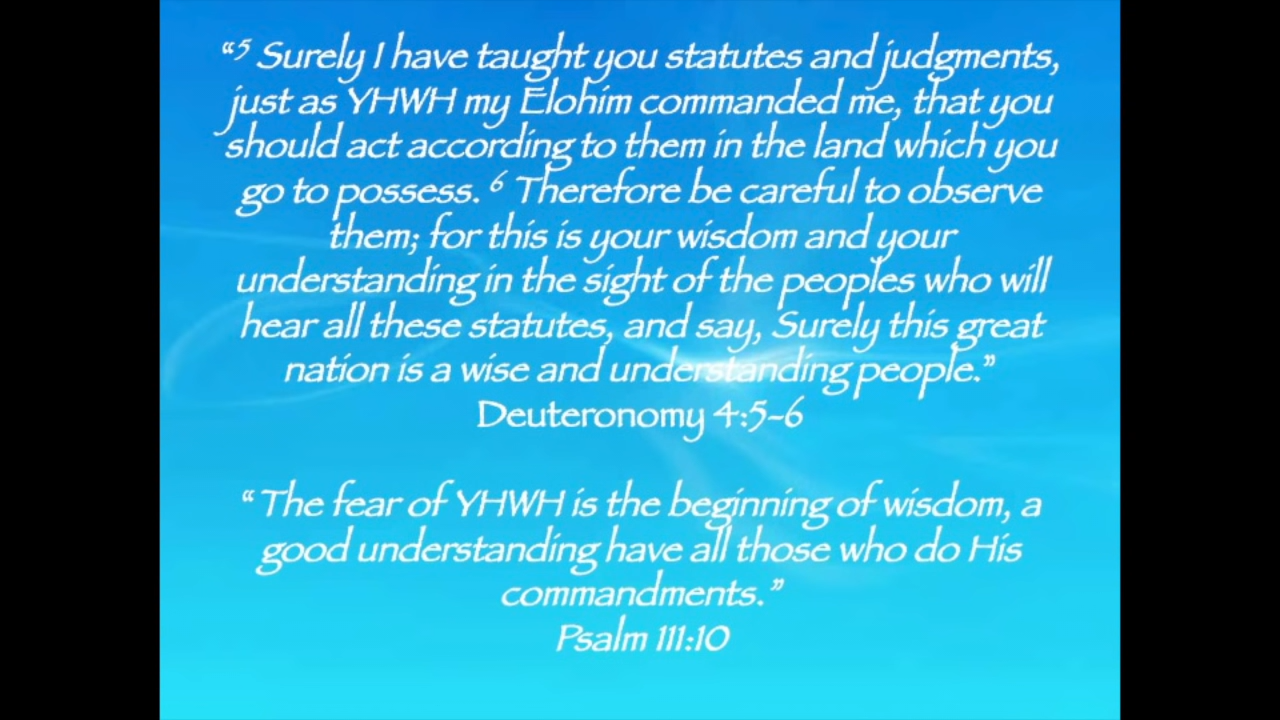 “⁵ Surely I have taught you statutes and judgments,
just as YHWH my Elohim commanded me, that you
should act according to them in the land which you
go to possess. ⁶ Therefore be careful to observe
them; for this is your wisdom and your
understanding in the sight of the peoples who will
hear all these statutes, and say, Surely this great
nation is a wise and understanding people.”
Deuteronomy 4:5-6
“The fear of YHWH is the beginning of wisdom, a
good understanding have all those who do His
commandments.”
Psalm 111:10